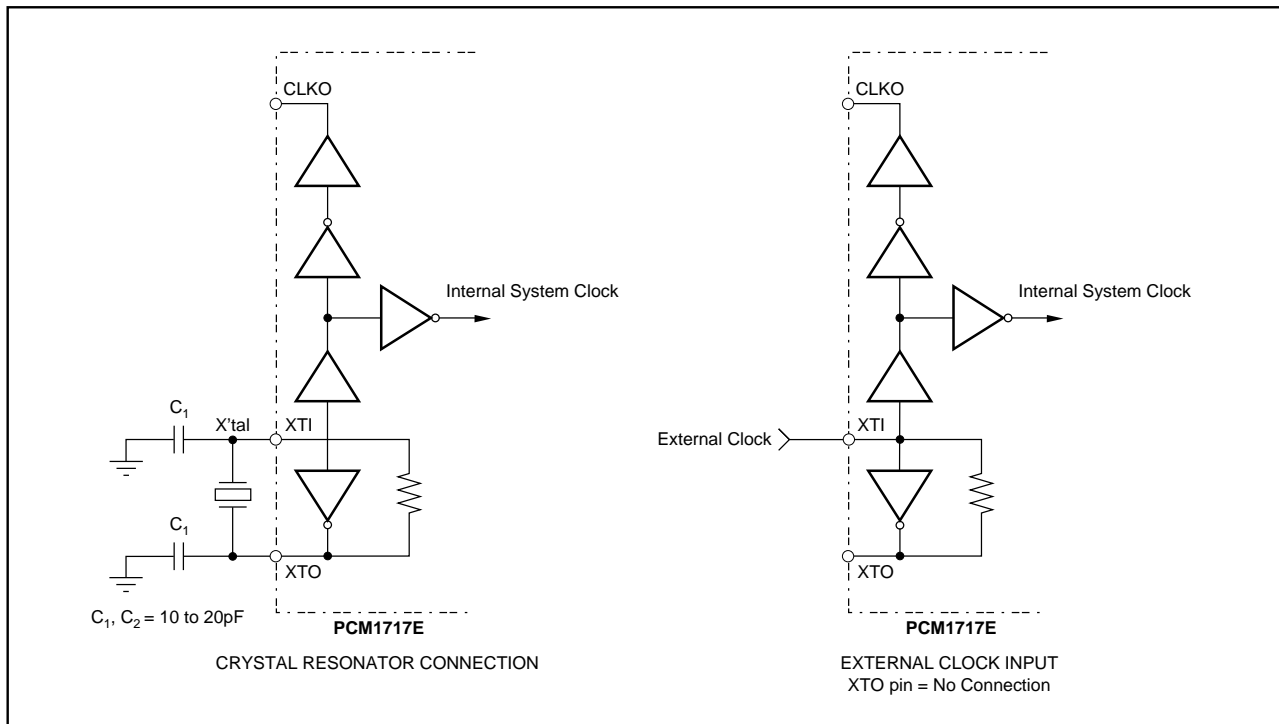 CLKO
Internal System Clock
C1
X'tal
XTI
C1
XTO
C1, C2 = 10 to 20pF
PCM1717E
CRYSTAL RESONATOR CONNECTION
CLKO
Internal System Clock
External Clock
XTI
XTO
PCM1717E
EXTERNAL CLOCK INPUT
XTO pin = No Connection